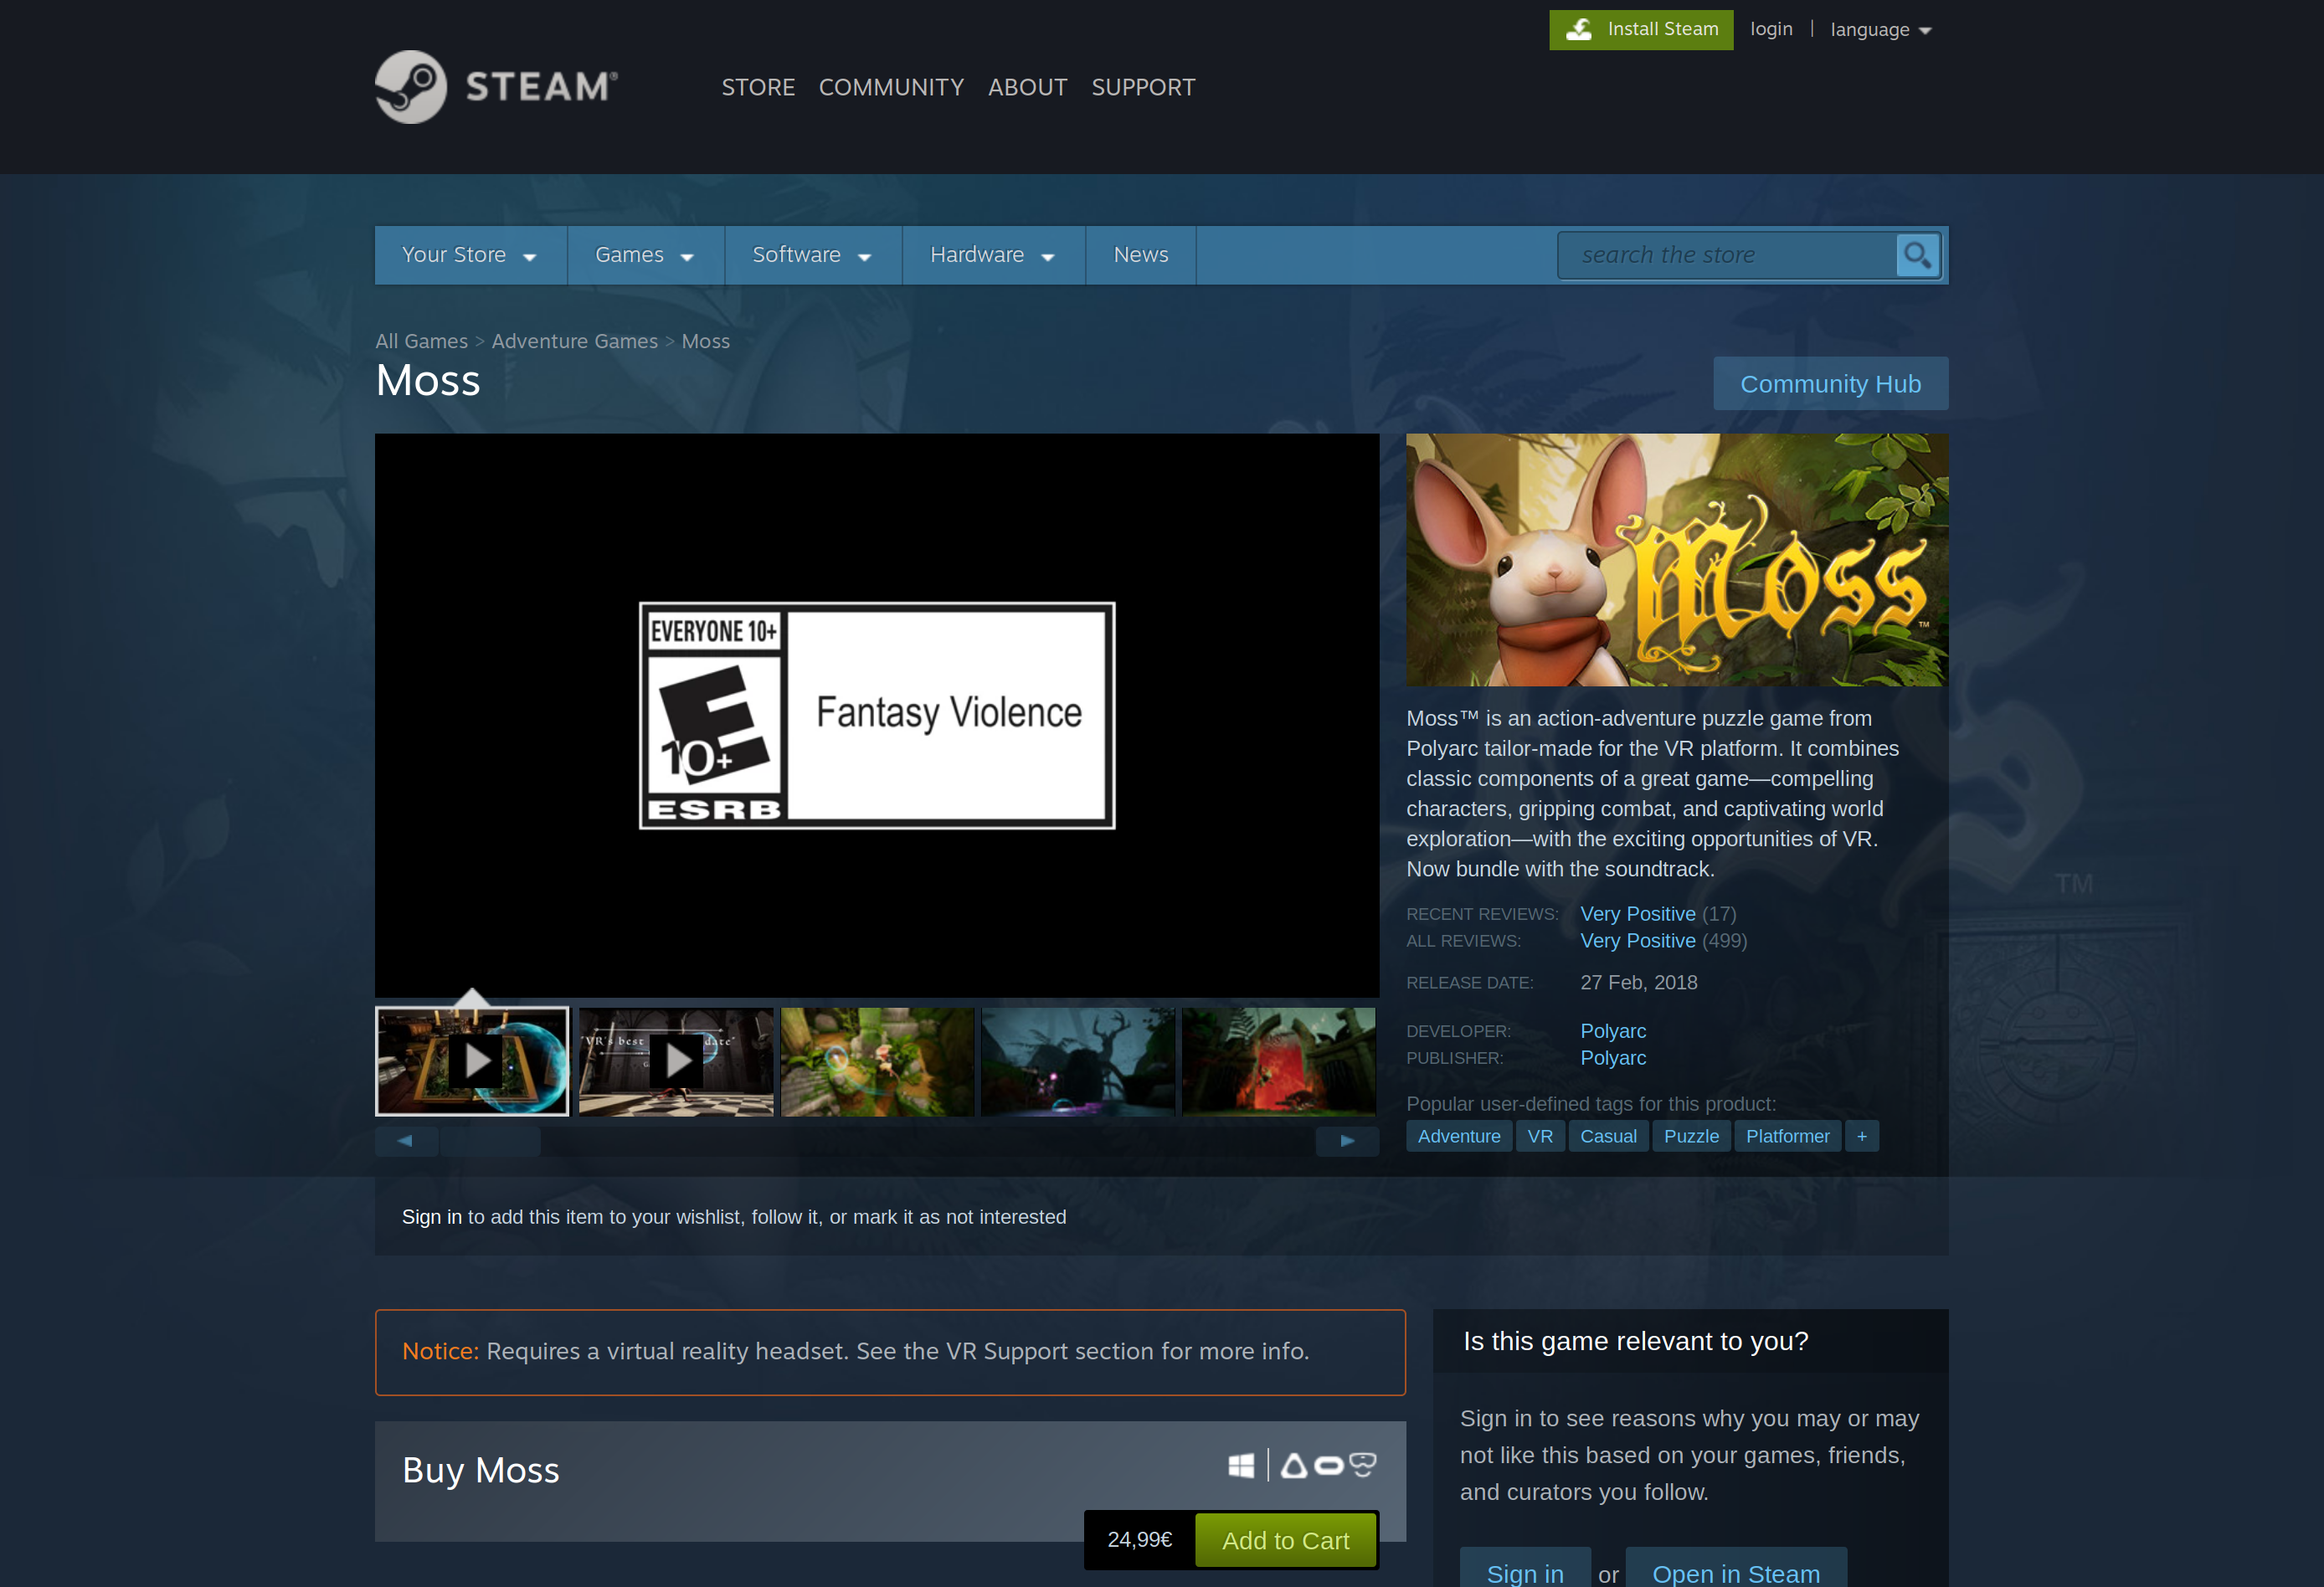 Install Steam
login
|
language
STEAM®
STORE
COMMUNITY
ABOUT
SUPPORT
Your Store
Games
Software
Hardware
News
search the store
All Games > Adventure Games > Moss
Moss
Community Hub
EVERYONE 10+
E
10+
ESRB
Fantasy Violence
Moss™
Moss™ is an action-adventure puzzle game from
Polyarc tailor-made for the VR platform. It combines
classic components of a great game—compelling
characters, gripping combat, and captivating world
exploration—with the exciting opportunities of VR.
Now bundle with the soundtrack.
RECENT REVIEWS: Very Positive (17)
ALL REVIEWS: Very Positive (499)
RELEASE DATE: 27 Feb, 2018
DEVELOPER: Polyarc
PUBLISHER: Polyarc
Popular user-defined tags for this product:
Adventure
VR
Casual
Puzzle
Platformer
+
TM
"VR's best
Sign in to add this item to your wishlist, follow it, or mark it as not interested
Notice: Requires a virtual reality headset. See the VR Support section for more info.
Buy Moss
24,99€
Add to Cart
Is this game relevant to you?
Sign in to see reasons why you may or may
not like this based on your games, friends,
and curators you follow.
Sign in or Open in Steam